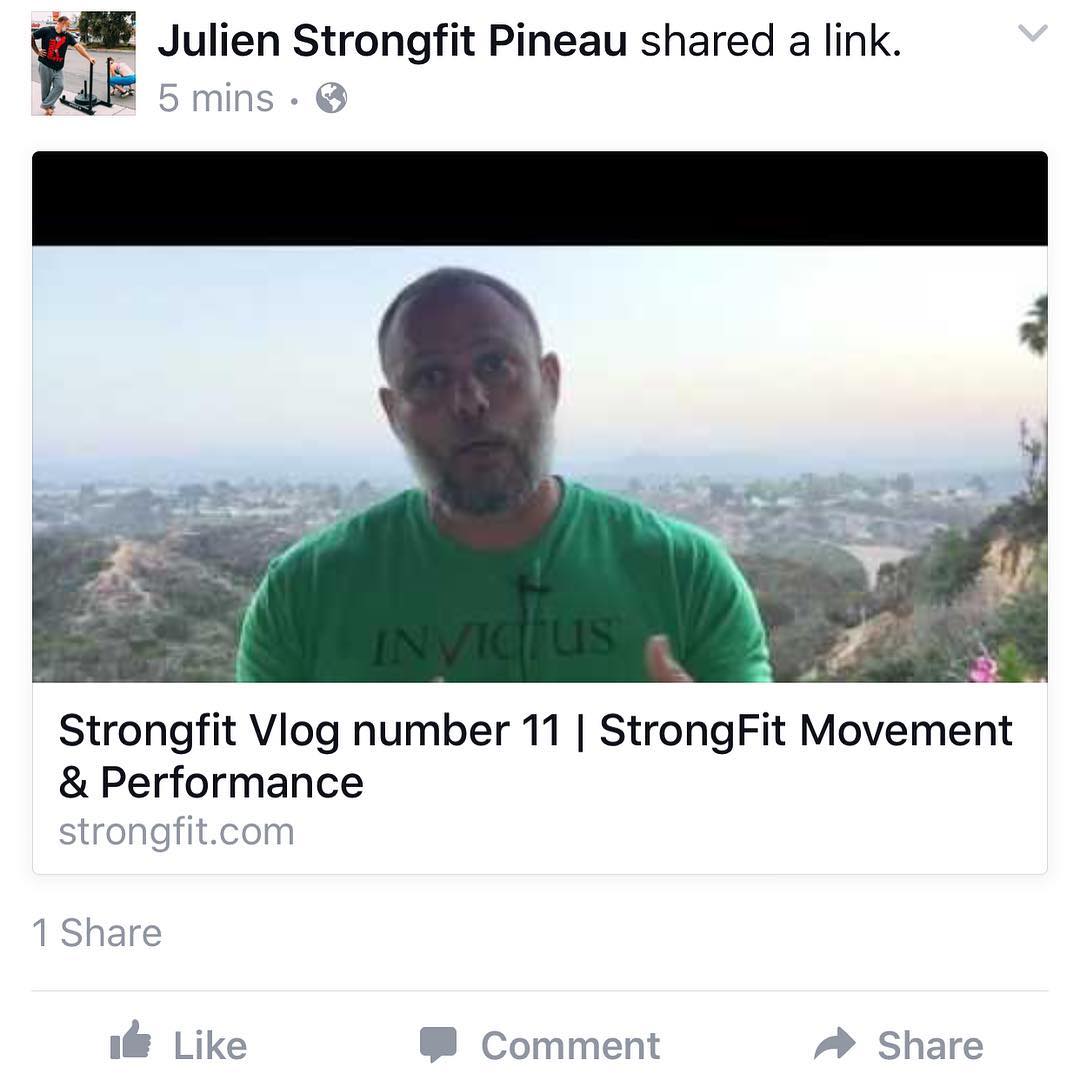 Julien Strongfit Pineau shared a link.
5 mins ·
INVICTUS
Strongfit Vlog number 11 | StrongFit Movement
& Performance
strongfit.com
1 Share
Like Comment Share